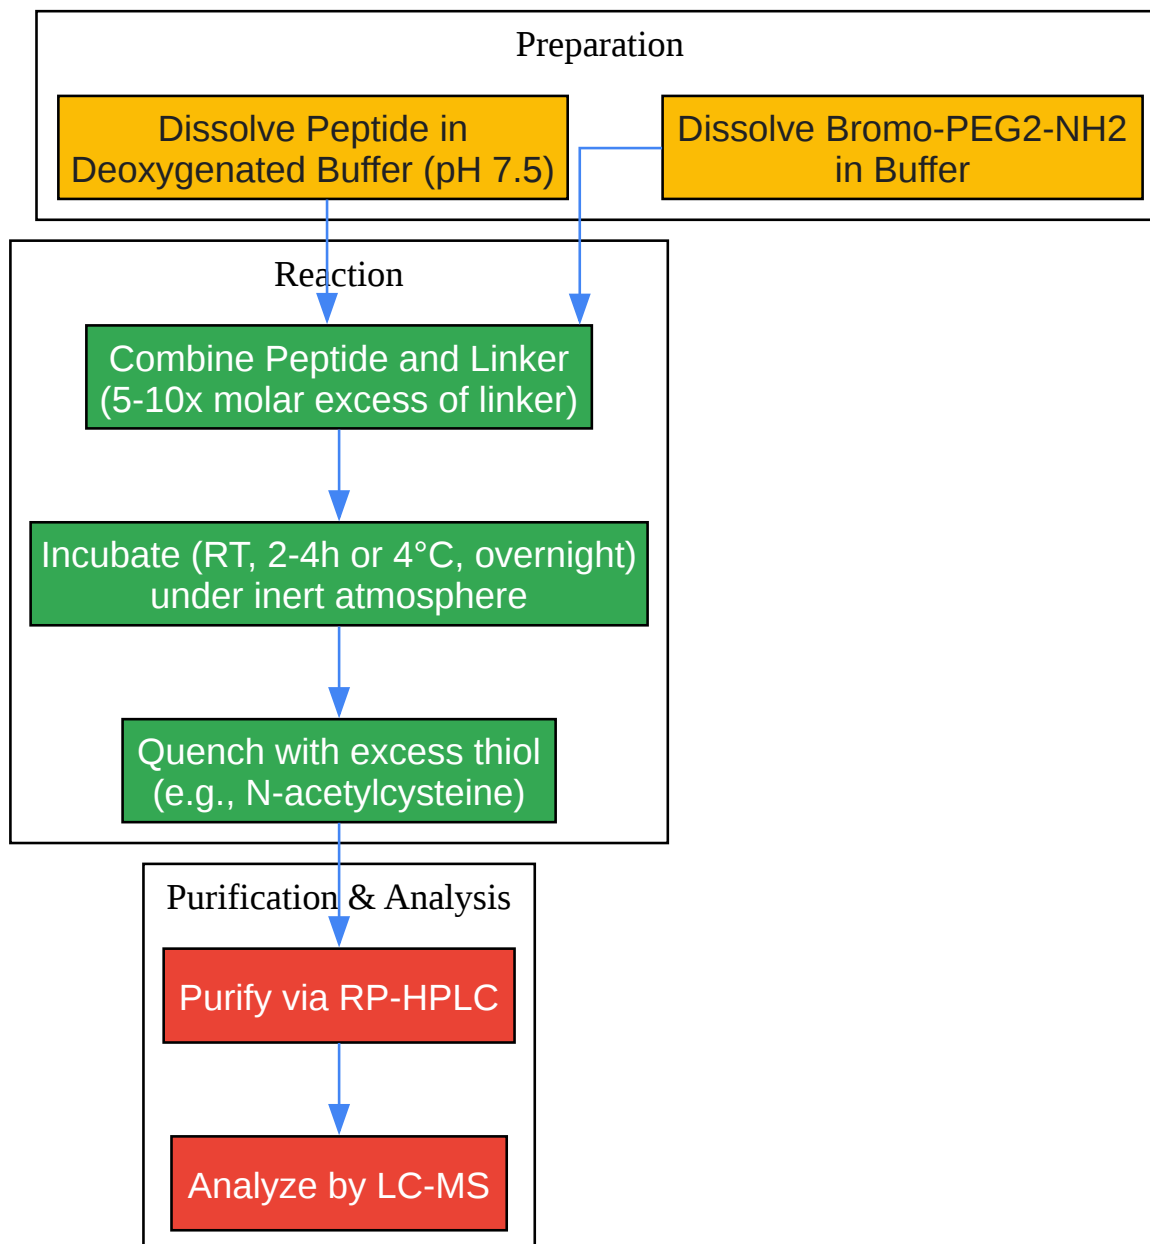 Preparation
Dissolve Peptide in
Deoxygenated Buffer (pH 7.5)
Dissolve Bromo-PEG2-NH2
in Buffer
Reaction
Combine Peptide and Linker
(5-10x molar excess of linker)
Incubate (RT, 2-4h or 4°C, overnight)
under inert atmosphere
Quench with excess thiol
(e.g., N-acetylcysteine)
Purification & Analysis
Purify via RP-HPLC
Analyze by LC-MS